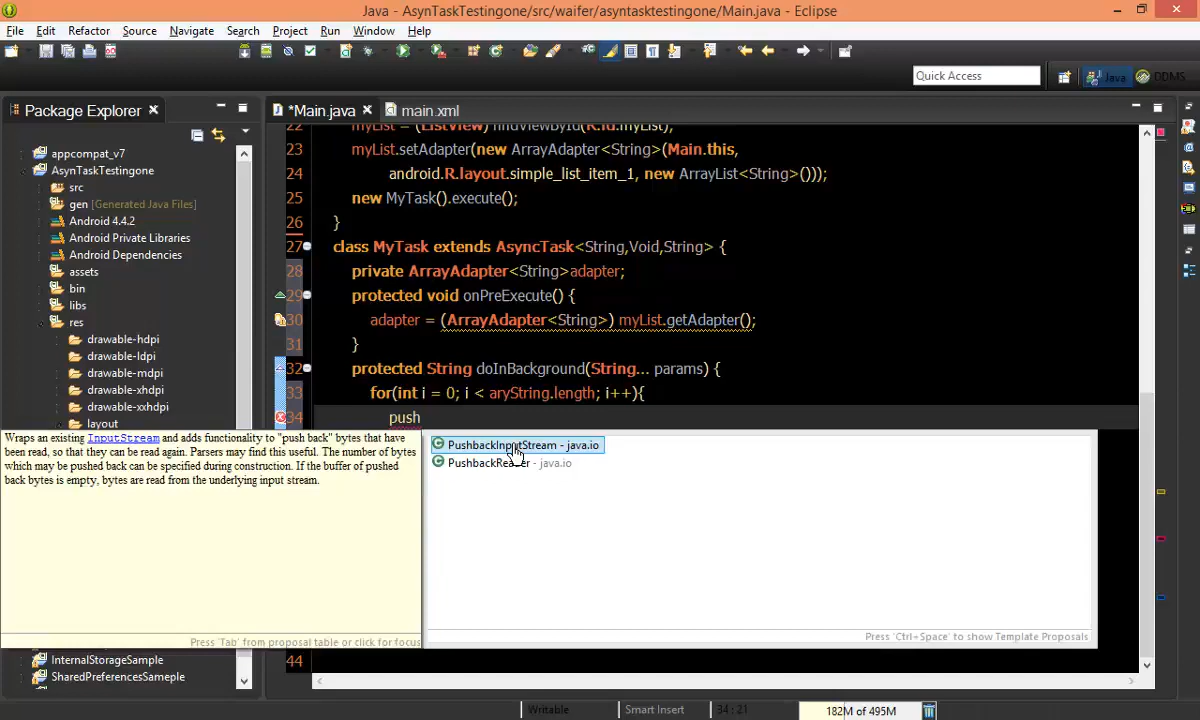 Java - AsynTaskTestingone/src/waifer/asyntasktestingone/Main.java - Eclipse
File Edit Refactor Source Navigate Search Project Run Window Help
Quick Access
Java
DDMS
Package Explorer
*Main.java
main.xml
appcompat_v7
AsynTaskTestingone
src
gen [Generated Java Files]
Android 4.4.2
Android Private Libraries
Android Dependencies
assets
bin
libs
res
drawable-hdpi
drawable-ldpi
drawable-mdpi
drawable-xhdpi
drawable-xxhdpi
layout
22 myList = (ListView) findViewById(R.id.myList);
23 myList.setAdapter(new ArrayAdapter<String>(Main.this,
24 android.R.layout.simple_list_item_1, new ArrayList<String>()));
25 new MyTask().execute();
26 }
27 class MyTask extends AsyncTask<String,Void,String> {
28 private ArrayAdapter<String>adapter;
29 protected void onPreExecute() {
30 adapter = (ArrayAdapter<String>) myList.getAdapter();
31 }
32 protected String doInBackground(String... params) {
33 for(int i = 0; i < aryString.length; i++){
34 push
Wraps an existing InputStream and adds functionality to "push back" bytes that have
been read, so that they can be read again. Parsers may find this useful. The number of bytes
which may be pushed back can be specified during construction. If the buffer of pushed
back bytes is empty, bytes are read from the underlying input stream.
Press 'Tab' from proposal table or click for focus
PushbackInputStream - java.io
PushbackReader - java.io
Press 'Ctrl+Space' to show Template Proposals
44
InternalStorageSample
SharedPreferencesSameple
Writable
Smart Insert
34 : 21
182M of 495M